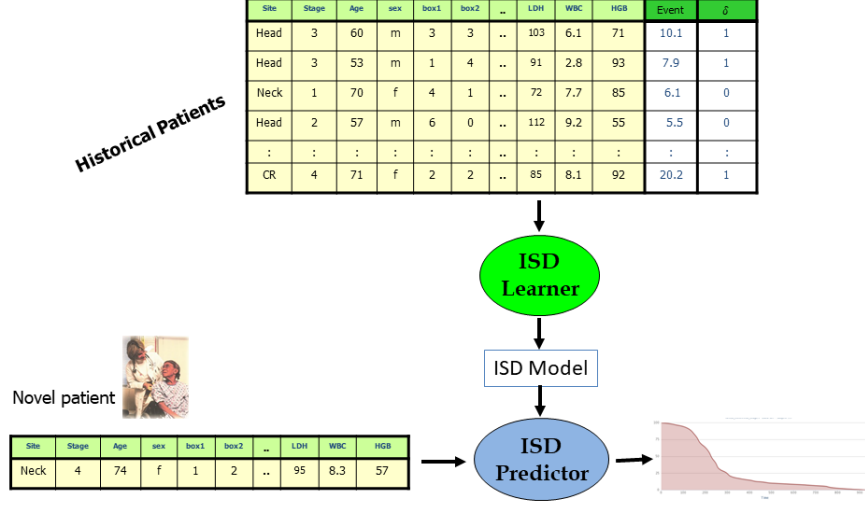 Site Stage Age sex box1 box2 .. LDH WBC HGB Event δ
Head 3 60 m 3 3 .. 103 6.1 71 10.1 1
Head 3 53 m 1 4 .. 91 2.8 93 7.9 1
Neck 1 70 f 4 1 .. 72 7.7 85 6.1 0
Head 2 57 m 6 0 .. 112 9.2 55 5.5 0
: : : : : : .. : : : : :
CR 4 71 f 2 2 .. 85 8.1 92 20.2 1
Historical Patients
ISD
Learner
ISD Model
Novel patient
Site Stage Age sex box1 box2 .. LDH WBC HGB
Neck 4 74 f 1 2 .. 95 8.3 57
ISD
Predictor